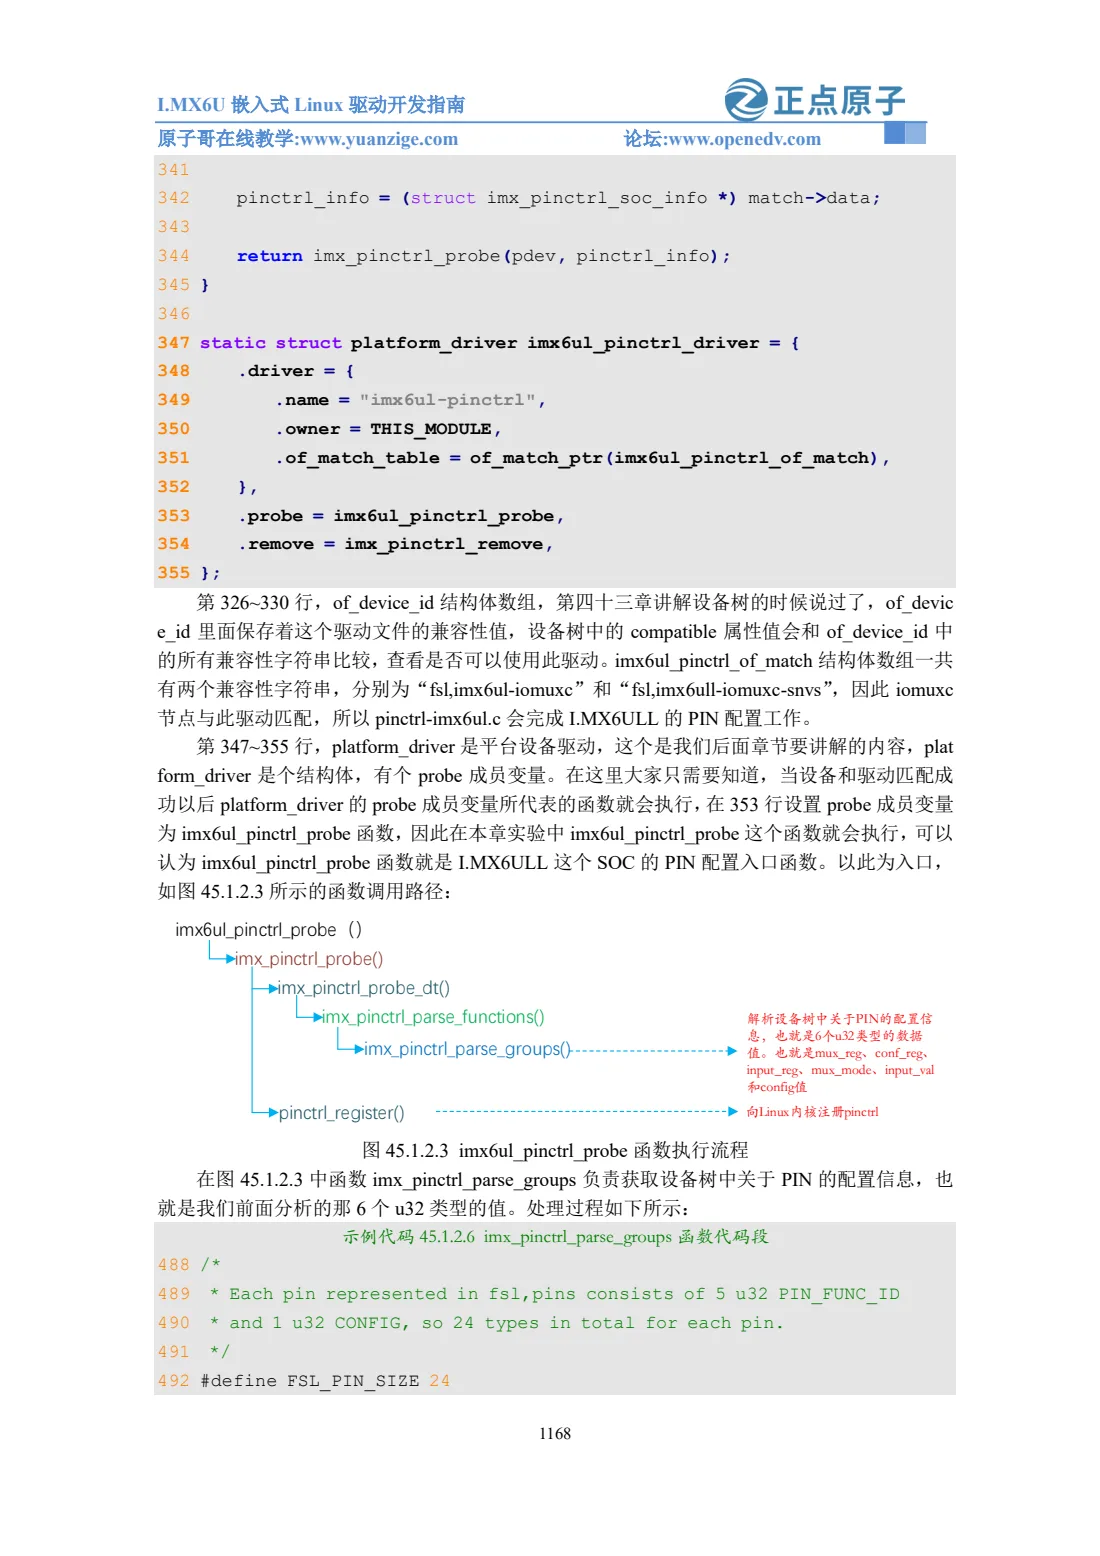 I.MX6U 嵌入式 Linux 驱动开发指南
正点原子
原子哥在线教学:www.yuanzige.com 论坛:www.openedv.com
341
342 pinctrl_info = (struct imx_pinctrl_soc_info *) match->data;
343
344 return imx_pinctrl_probe(pdev, pinctrl_info);
345 }
346
347 static struct platform_driver imx6ul_pinctrl_driver = {
348 .driver = {
349 .name = "imx6ul-pinctrl",
350 .owner = THIS_MODULE,
351 .of_match_table = of_match_ptr(imx6ul_pinctrl_of_match),
352 },
353 .probe = imx6ul_pinctrl_probe,
354 .remove = imx_pinctrl_remove,
355 };
第 326~330 行，of_device_id 结构体数组，第四十三章讲解设备树的时候说过了，of_devic
e_id 里面保存着这个驱动文件的兼容性值，设备树中的 compatible 属性值会和 of_device_id 中
的所有兼容性字符串比较，查看是否可以使用此驱动。imx6ul_pinctrl_of_match 结构体数组一共
有两个兼容性字符串，分别为“fsl,imx6ul-iomuxc”和“fsl,imx6ull-iomuxc-snvs”，因此 iomuxc
节点与此驱动匹配，所以 pinctrl-imx6ul.c 会完成 I.MX6ULL 的 PIN 配置工作。
第 347~355 行，platform_driver 是平台设备驱动，这个是我们后面章节要讲解的内容，plat
form_driver 是个结构体，有个 probe 成员变量。在这里大家只需要知道，当设备和驱动匹配成
功以后 platform_driver 的 probe 成员变量所代表的函数就会执行，在 353 行设置 probe 成员变量
为 imx6ul_pinctrl_probe 函数，因此在本章实验中 imx6ul_pinctrl_probe 这个函数就会执行，可以
认为 imx6ul_pinctrl_probe 函数就是 I.MX6ULL 这个 SOC 的 PIN 配置入口函数。以此为入口，
如图 45.1.2.3 所示的函数调用路径：
imx6ul_pinctrl_probe（）
imx_pinctrl_probe()
imx_pinctrl_probe_dt()
imx_pinctrl_parse_functions()
imx_pinctrl_parse_groups()
解析设备树中关于PIN的配置信
息，也就是6个u32类型的数据
值。也就是mux_reg、conf_reg、
input_reg、mux_mode、input_val
和config值
pinctrl_register()
向Linux内核注册pinctrl
图 45.1.2.3 imx6ul_pinctrl_probe 函数执行流程
在图 45.1.2.3 中函数 imx_pinctrl_parse_groups 负责获取设备树中关于 PIN 的配置信息，也
就是我们前面分析的那 6 个 u32 类型的值。处理过程如下所示：
示例代码 45.1.2.6 imx_pinctrl_parse_groups 函数代码段
488 /*
489 * Each pin represented in fsl,pins consists of 5 u32 PIN_FUNC_ID
490 * and 1 u32 CONFIG, so 24 types in total for each pin.
491 */
492 #define FSL_PIN_SIZE 24
1168